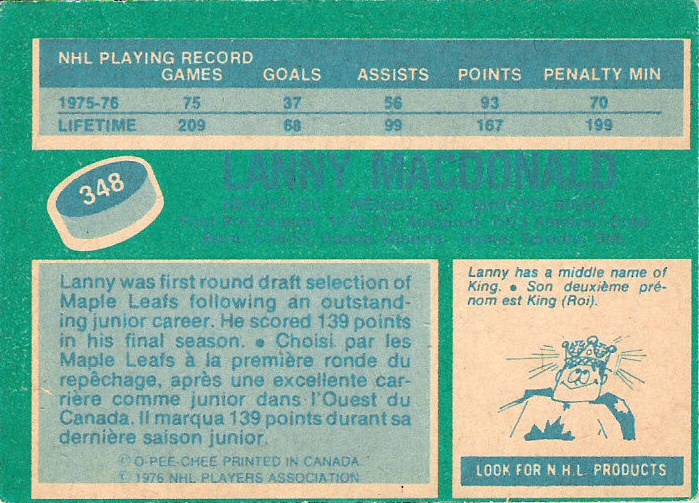 NHL PLAYING RECORD
GAMES GOALS ASSISTS POINTS PENALTY MIN
1975-76 75 37 56 93 70
LIFETIME 209 68 99 167 199
348
LANNY MACDONALD
Lanny was first round draft selection of
Maple Leafs following an outstand-
ing junior career. He scored 139 points
in his final season. • Choisi par les
Maple Leafs à la première ronde du
repêchage, après une excellente car-
rière comme junior dans l'Ouest du
Canada. Il marqua 139 points durant sa
dernière saison junior.
© O-PEE-CHEE PRINTED IN CANADA
© 1976 NHL PLAYERS ASSOCIATION
Lanny has a middle name of
King. • Son deuxième pré-
nom est King (Roi).
LOOK FOR N.H.L. PRODUCTS